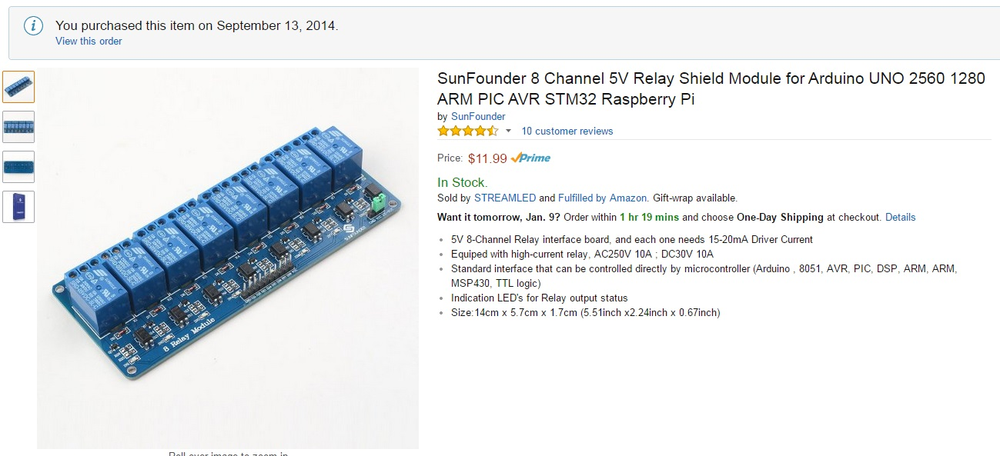 You purchased this item on September 13, 2014.
View this order
SunFounder 8 Channel 5V Relay Shield Module for Arduino UNO 2560 1280
ARM PIC AVR STM32 Raspberry Pi
by SunFounder
10 customer reviews
Price: $11.99 Prime
In Stock.
Sold by STREAMLED and Fulfilled by Amazon. Gift-wrap available.
Want it tomorrow, Jan. 9? Order within 1 hr 19 mins and choose One-Day Shipping at checkout. Details
5V 8-Channel Relay interface board, and each one needs 15-20mA Driver Current
Equiped with high-current relay, AC250V 10A ; DC30V 10A
Standard interface that can be controlled directly by microcontroller (Arduino , 8051, AVR, PIC, DSP, ARM, ARM,
MSP430, TTL logic)
Indication LED's for Relay output status
Size:14cm x 5.7cm x 1.7cm (5.51inch x2.24inch x 0.67inch)
8 Relay Module
SUNFOUNDER
Roll over image to zoom in